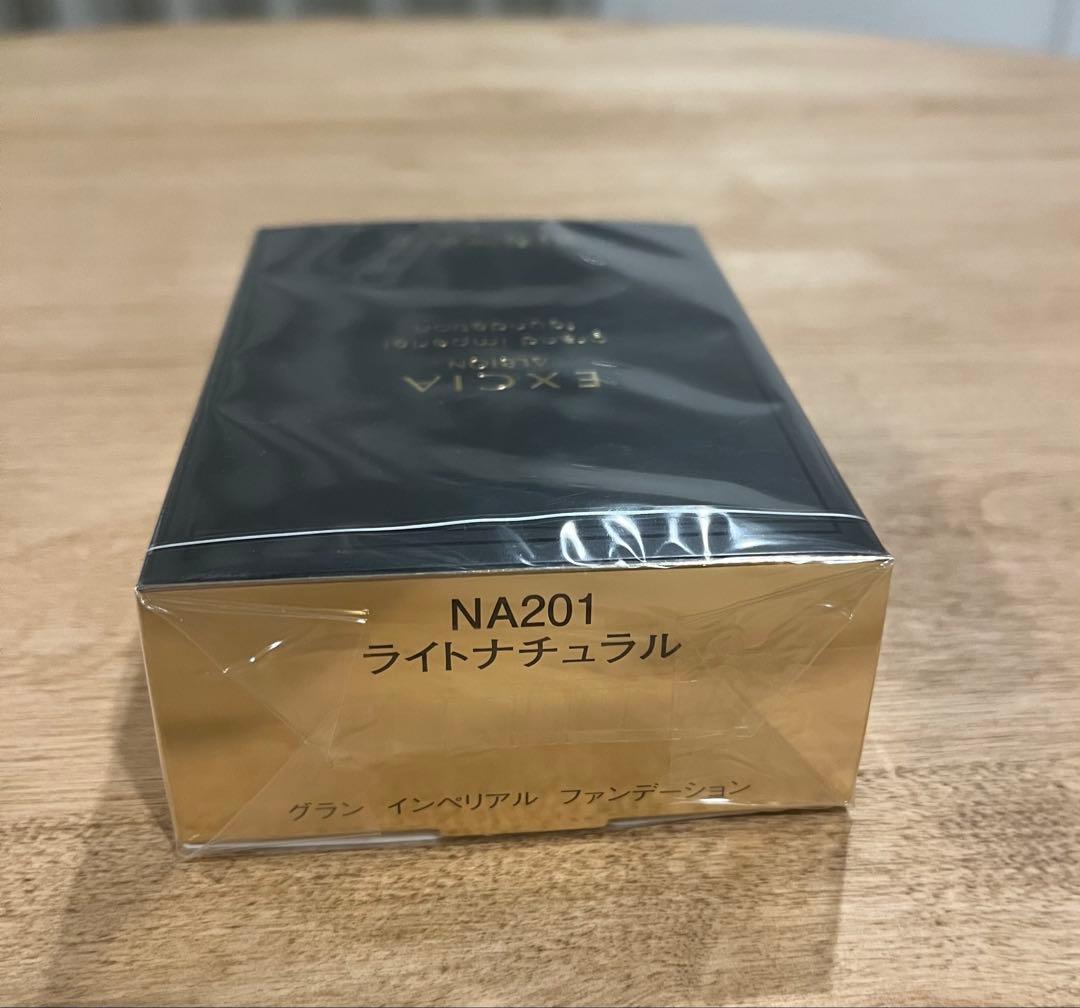 EXCIA
ALBION
grand imperial
foundation
NA201
ライトナチュラル
グラン インペリアル ファンデーション